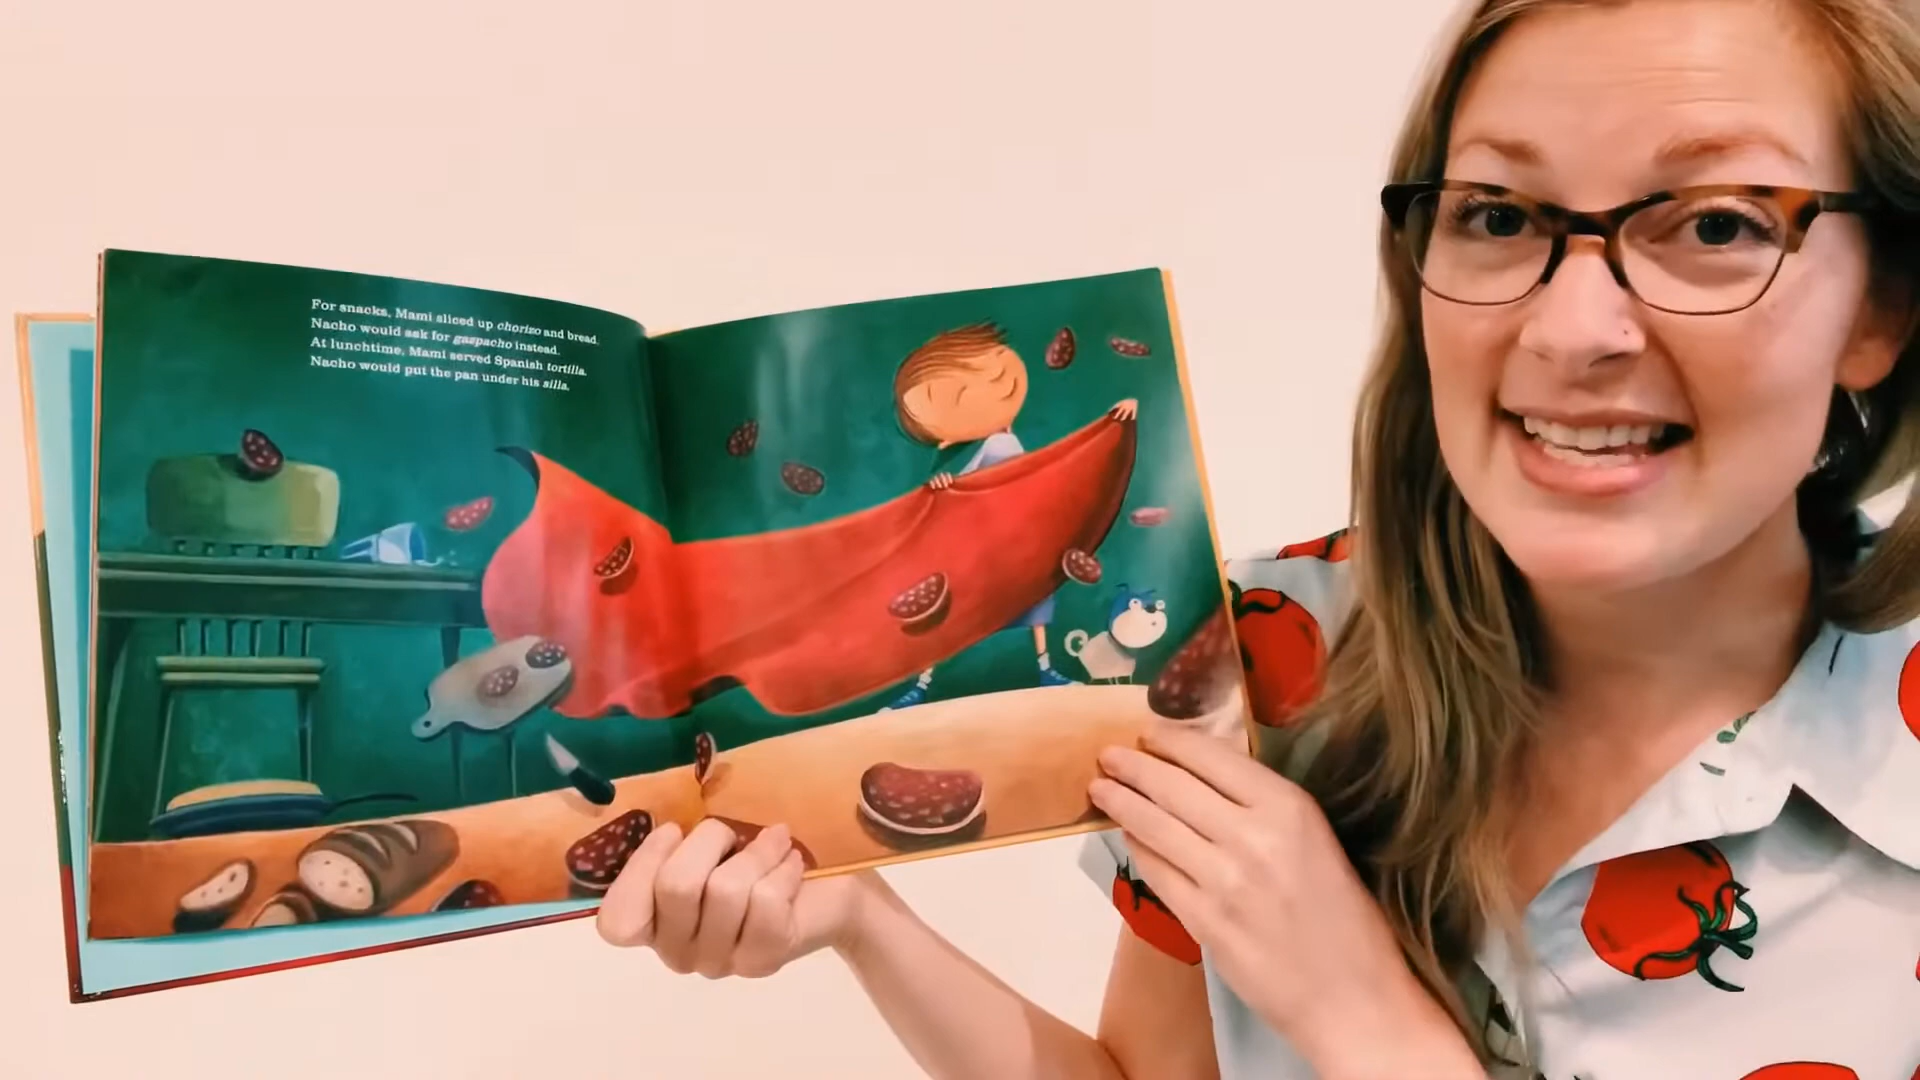 For snacks, Mami sliced up chorizo and bread.
Nacho would ask for gazpacho instead.
At lunchtime, Mami served Spanish tortilla.
Nacho would put the pan under his silla.